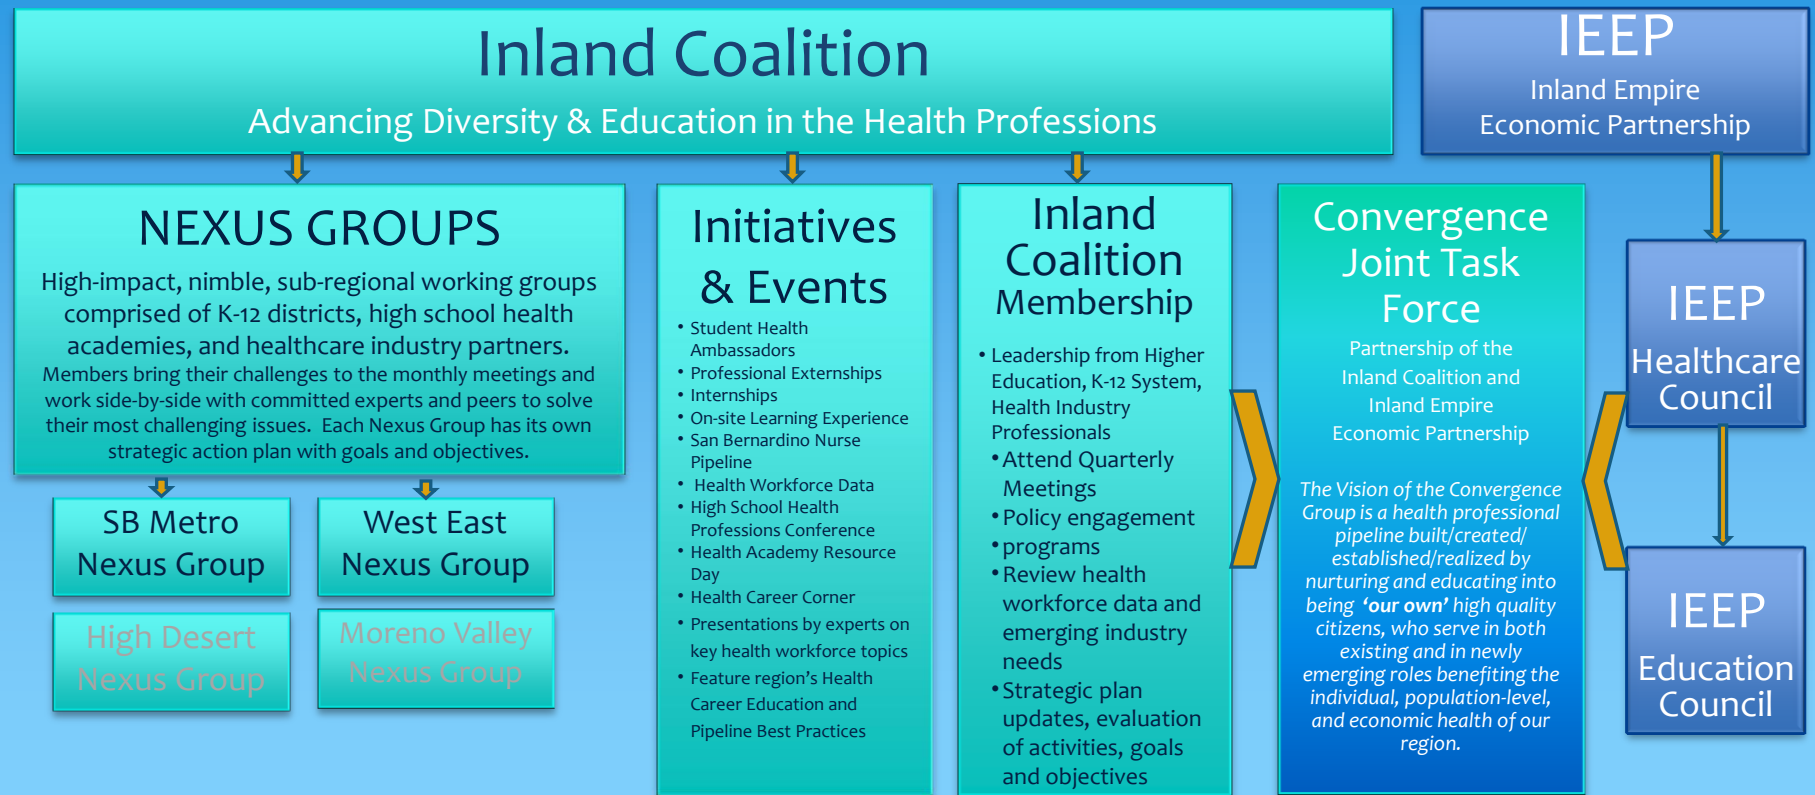 Inland Coalition
Advancing Diversity & Education in the Health Professions
IEEP
Inland Empire
Economic Partnership
NEXUS GROUPS
High-impact, nimble, sub-regional working groups
comprised of K-12 districts, high school health
academies, and healthcare industry partners.
Members bring their challenges to the monthly meetings and
work side-by-side with committed experts and peers to solve
their most challenging issues.  Each Nexus Group has its own
strategic action plan with goals and objectives.
SB Metro
Nexus Group
West East
Nexus Group
High Desert
Nexus Group
Moreno Valley
Nexus Group
Initiatives
& Events
• Student Health
Ambassadors
• Professional Externships
• Internships
• On-site Learning Experience
• San Bernardino Nurse
Pipeline
• Health Workforce Data
• High School Health
Professions Conference
• Health Academy Resource
Day
• Health Career Corner
• Presentations by experts on
key health workforce topics
• Feature region's Health
Career Education and
Pipeline Best Practices
Inland
Coalition
Membership
• Leadership from Higher
Education, K-12 System,
Health Industry
Professionals
• Attend Quarterly
Meetings
• Policy engagement
• programs
• Review health
workforce data and
emerging industry
needs
• Strategic plan
updates, evaluation
of activities, goals
and objectives
Convergence
Joint Task
Force
Partnership of the
Inland Coalition and
Inland Empire
Economic Partnership
The Vision of the Convergence
Group is a health professional
pipeline built/created/
established/realized by
nurturing and educating into
being 'our own' high quality
citizens, who serve in both
existing and in newly
emerging roles benefiting the
individual, population-level,
and economic health of our
region.
IEEP
Healthcare
Council
IEEP
Education
Council